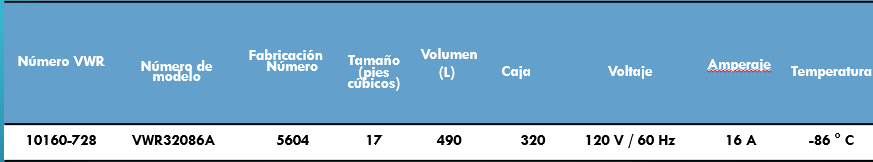 Número VWR
Número de
modelo
Fabricación
Número
Tamaño
(pies
cúbicos)
Volumen
(L)
Caja
Voltaje
Amperaje
Temperatura
10160-728 VWR32086A 5604 17 490 320 120 V / 60 Hz 16 A -86 ° C